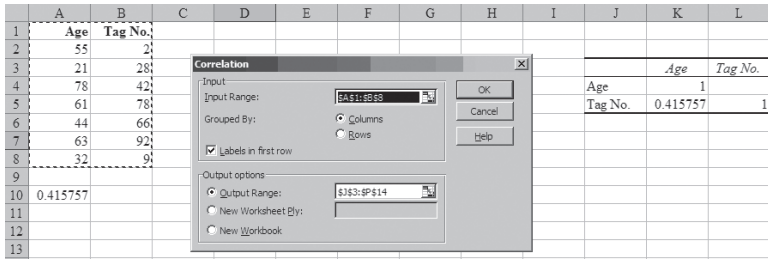 A B C D E F G H I J K L
1 Age Tag No.
2 55 2
3 21 28 Correlation Age Tag No.
4 78 42 Input OK Age 1
5 61 78 Input Range: $A$1:$B$8 Cancel Tag No. 0.415757 1
6 44 66 Grouped By: Columns Help
7 63 92 Rows
8 32 9 Labels in first row
9 Output options
10 0.415757 Output Range: $J$3:$P$14
11 New Worksheet Ply:
12 New Workbook
13